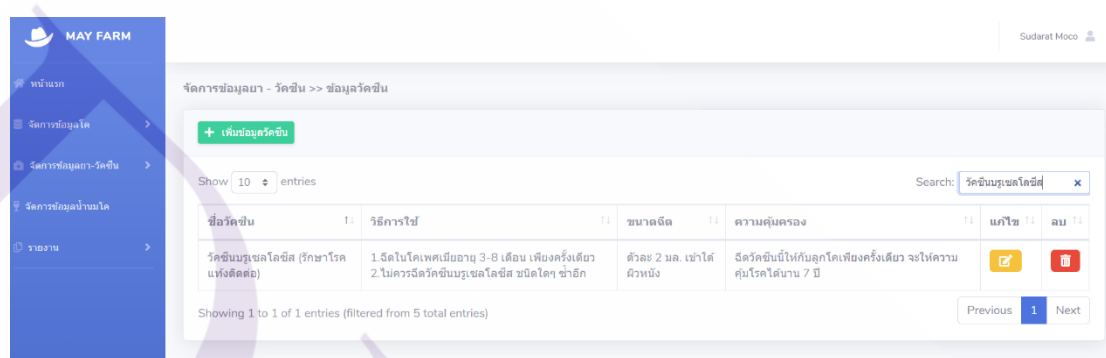 MAY FARM
Sudarat Moco
หน้าแรก
จัดการข้อมูลโค
จัดการข้อมูลยา-วัคซีน
จัดการข้อมูลน้ำนมโค
รายงาน
จัดการข้อมูลยา - วัคซีน >> ข้อมูลวัคซีน
+ เพิ่มข้อมูลวัคซีน
Show 10 entries
Search: วัคซีนบรูเซลโลซีส x
ชื่อวัคซีน วิธีการใช้ ขนาดฉีด ความคุ้มครอง แก้ไข ลบ
วัคซีนบรูเซลโลซีส (รักษาโรค 1.ฉีดในโคเพศเมียอายุ 3-8 เดือน เพียงครั้งเดียว ตัวละ 2 มล. เข้าใต้ ฉีดวัคซีนนี้ให้กับลูกโคเพียงครั้งเดียว จะให้ความ
แท้งติดต่อ) 2.ไม่ควรฉีดวัคซีนบรูเซลโลซีส ชนิดใดๆ ซ้ำอีก ผิวหนัง คุ้มโรคได้นาน 7 ปี
Showing 1 to 1 of 1 entries (filtered from 5 total entries)
Previous 1 Next